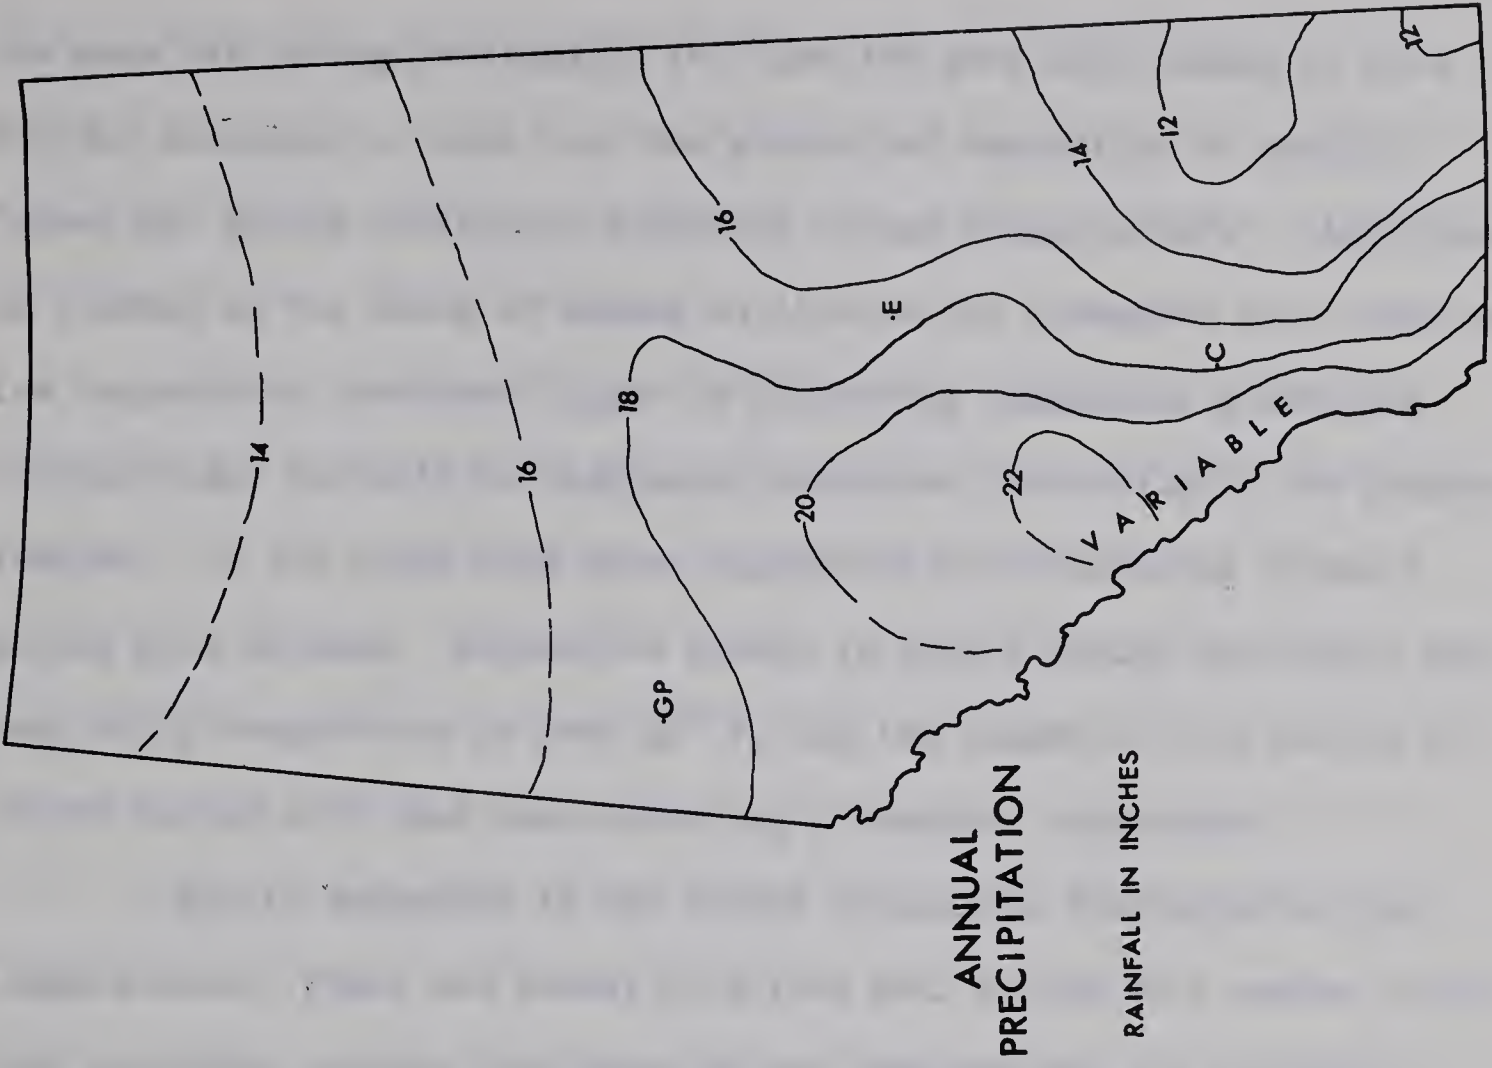 14
16
18
.GP
16
20
.E
22
14
VARIABLE
12
.C
12
ANNUAL
PRECIPITATION
RAINFALL IN INCHES